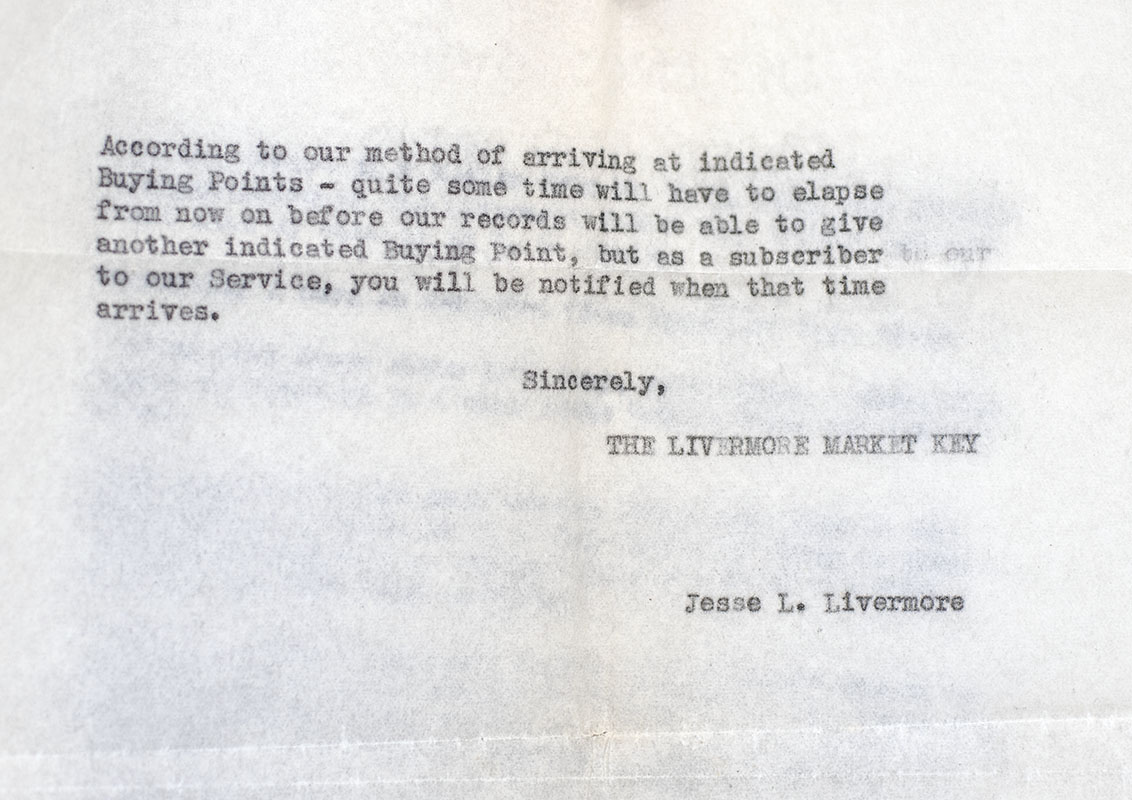 According to our method of arriving at indicated
Buying Points - quite some time will have to elapse
from now on before our records will be able to give
another indicated Buying Point, but as a subscriber
to our Service, you will be notified when that time
arrives.
Sincerely,
THE LIVERMORE MARKET KEY
Jesse L. Livermore